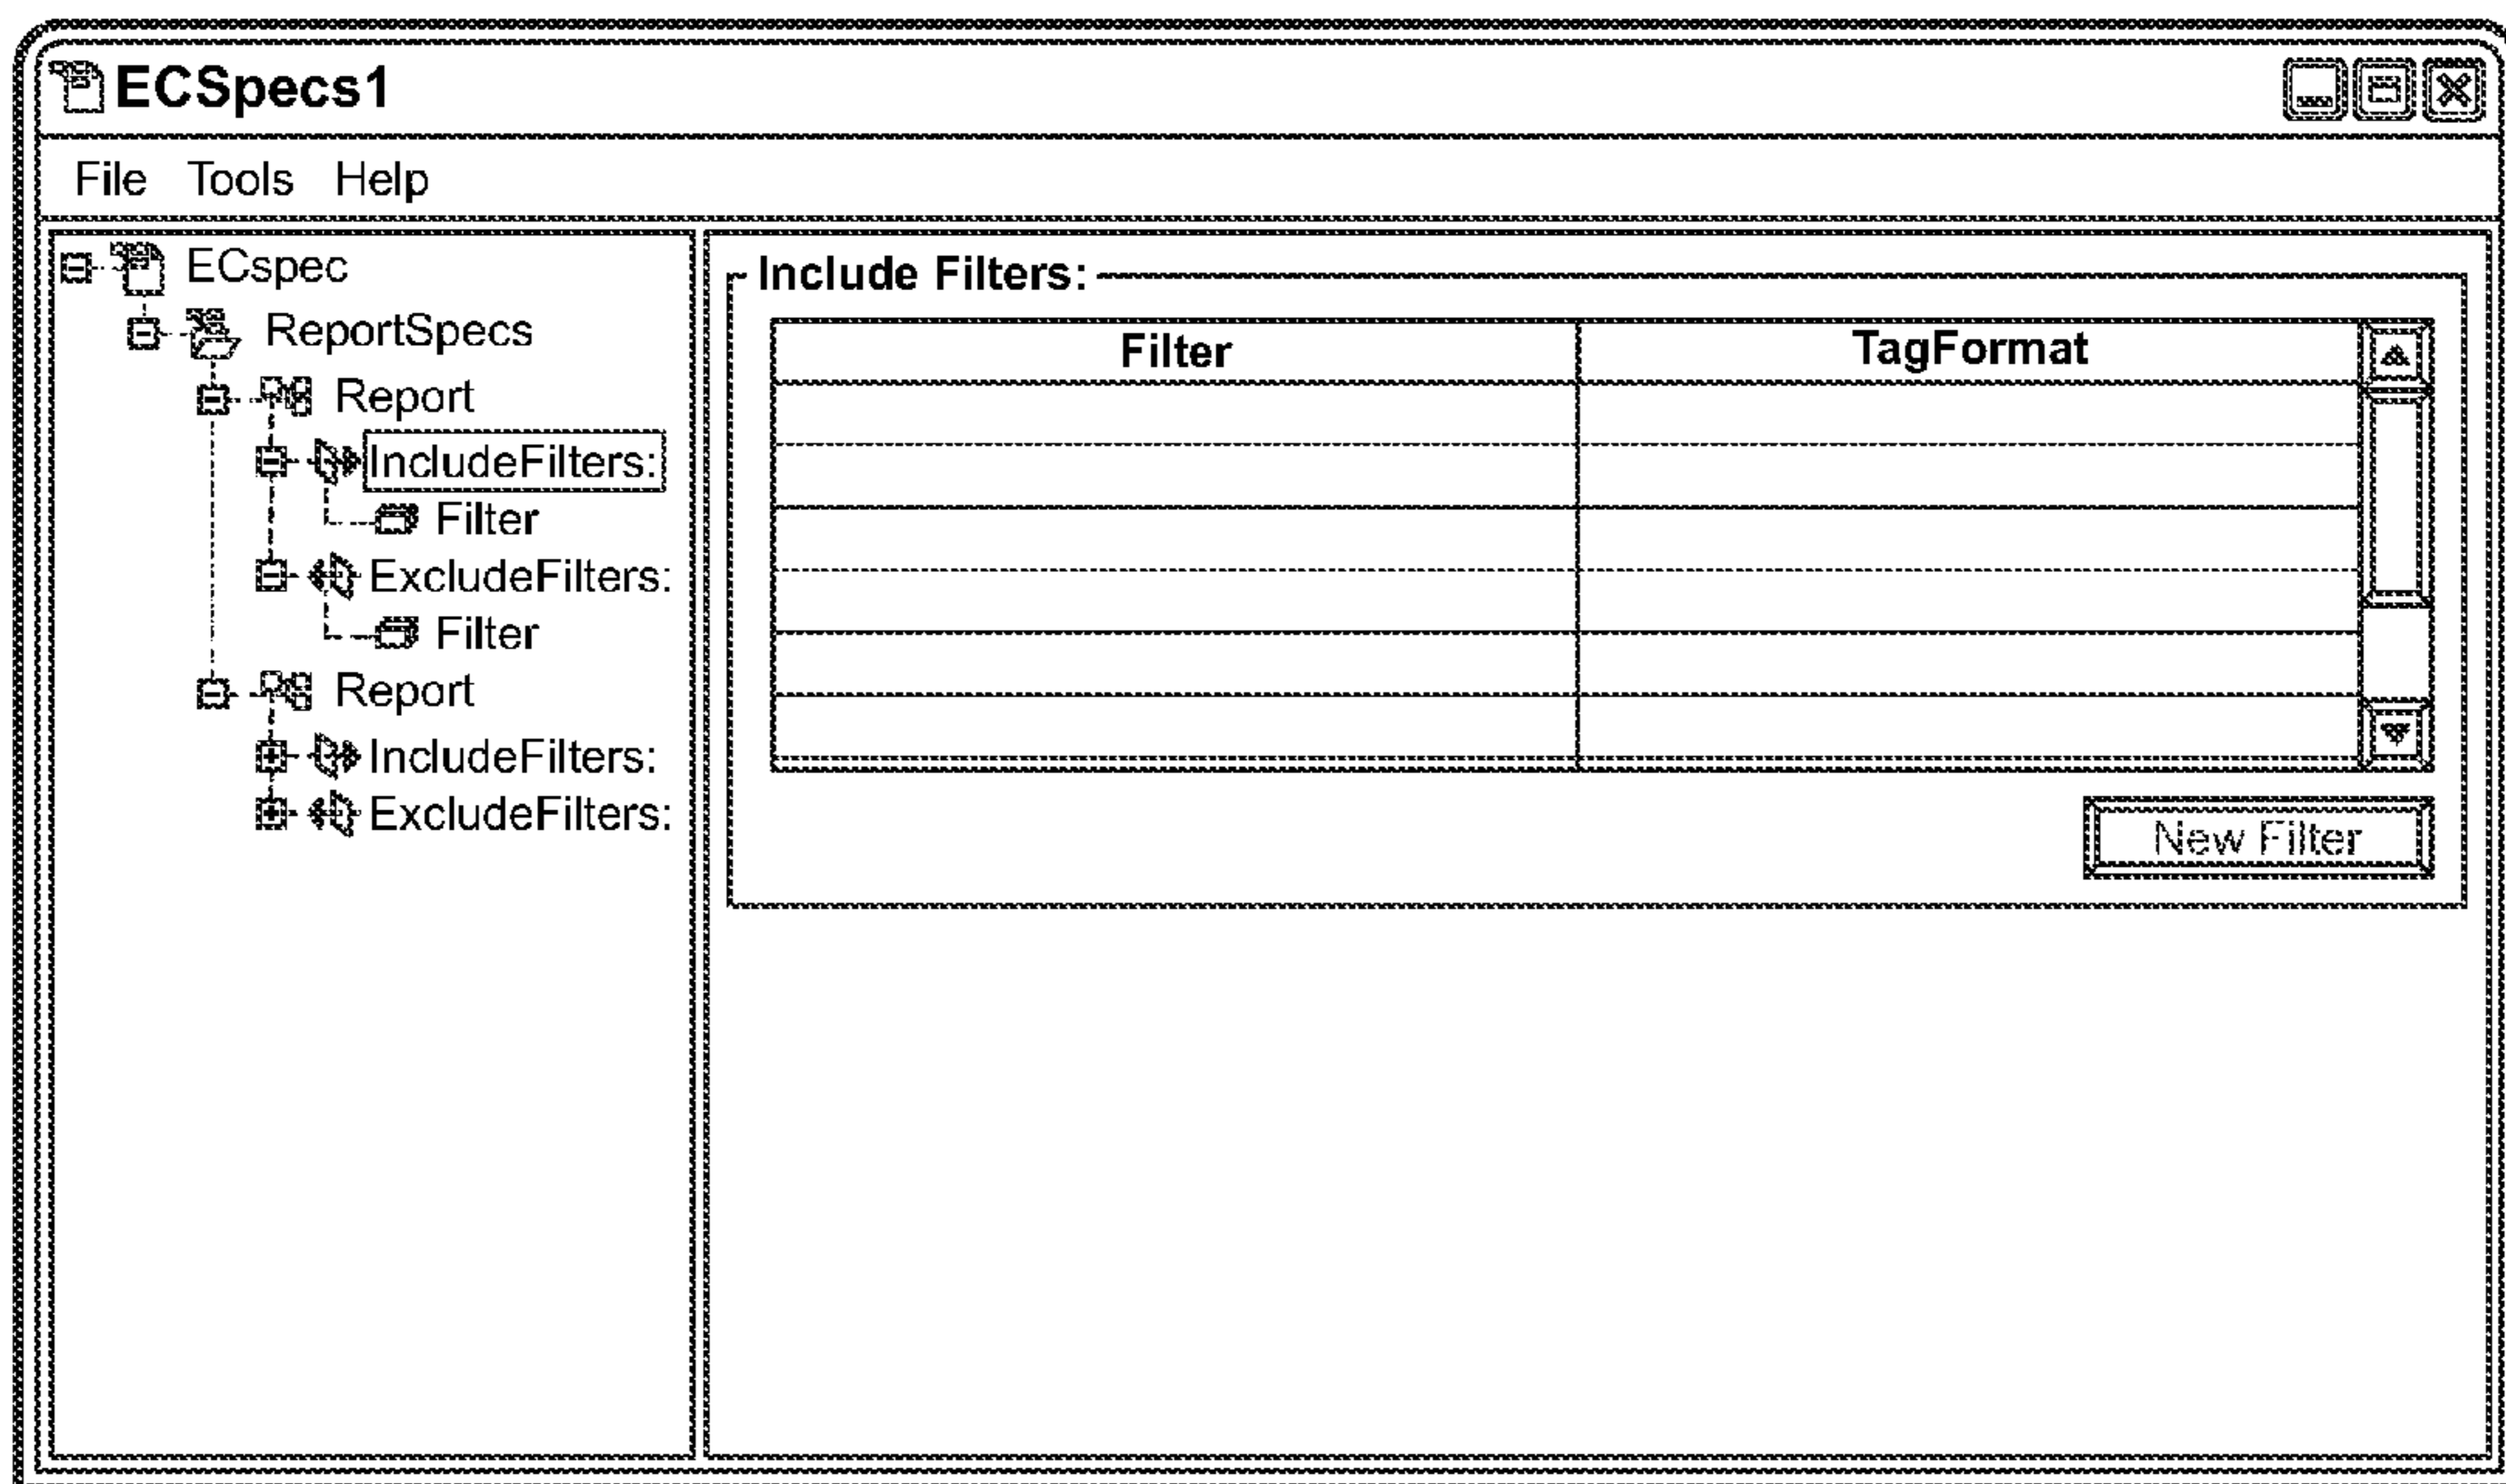 ECSpecs1
File Tools Help
ECspec
ReportSpecs
Report
IncludeFilters:
Filter
ExcludeFilters:
Filter
Report
IncludeFilters:
ExcludeFilters:
Include Filters:
Filter TagFormat
New Filter